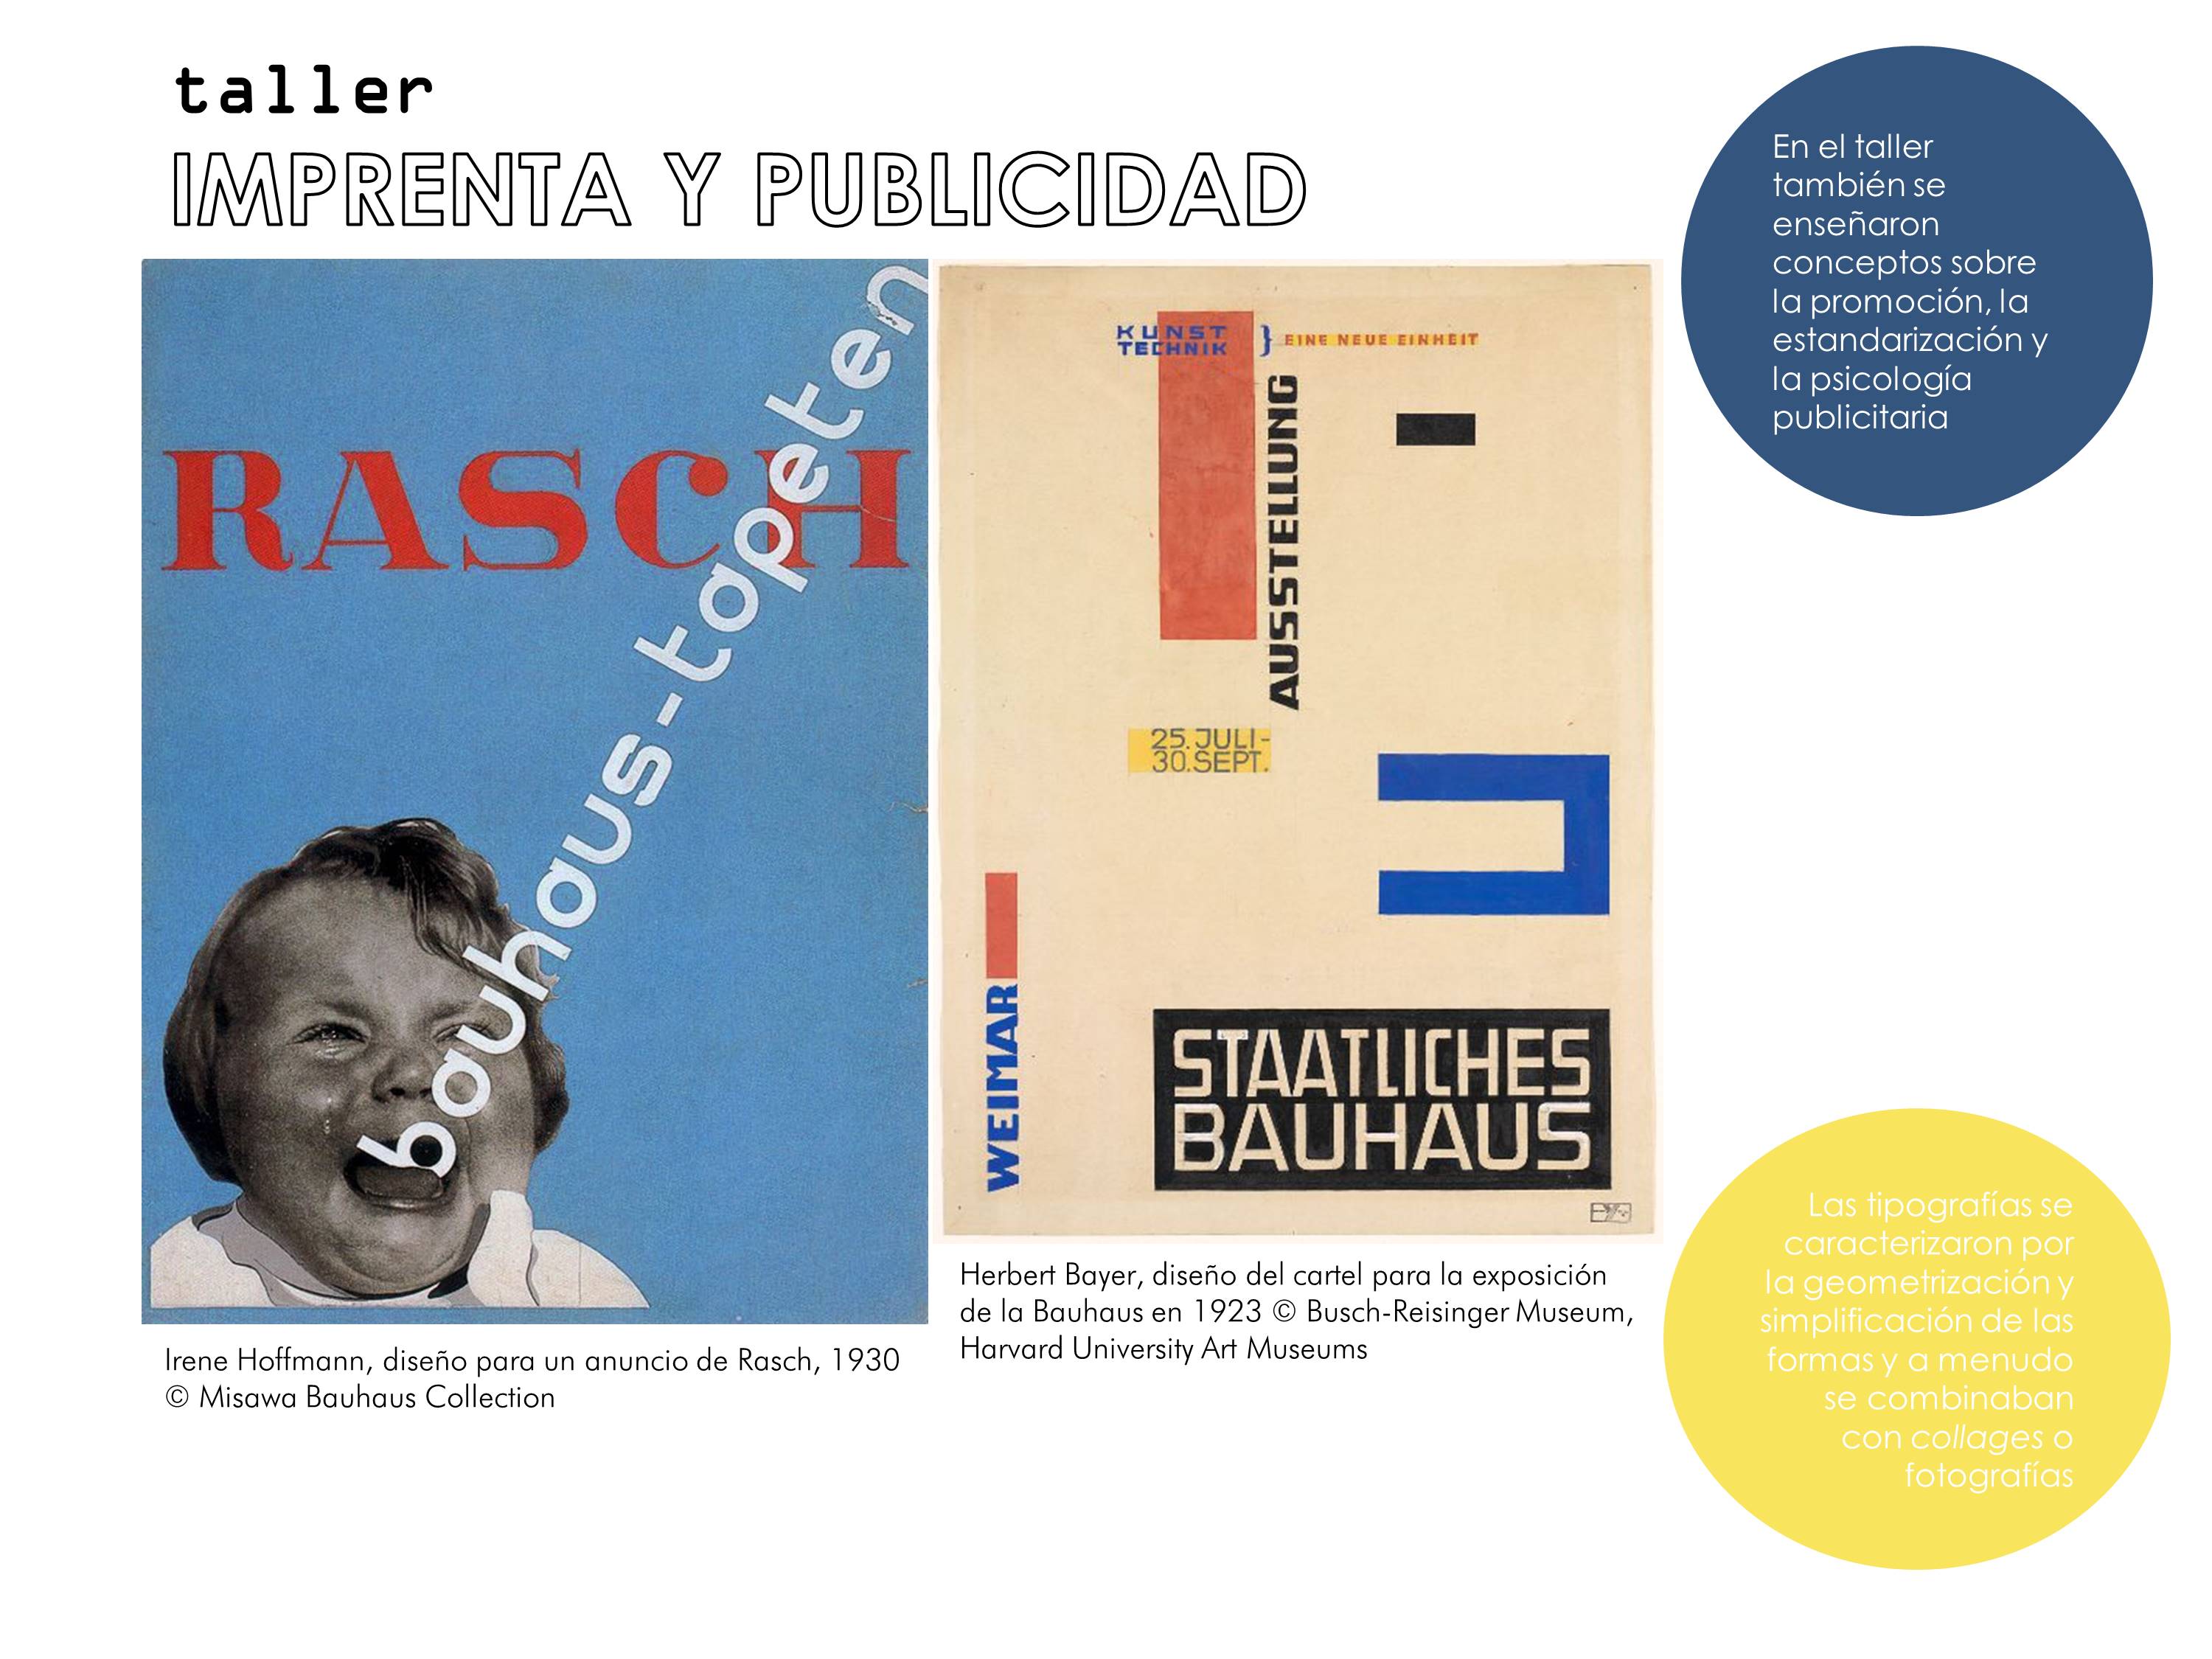 taller
IMPRENTA Y PUBLICIDAD
RASCH
bauhaus-tapeten
Irene Hoffmann, diseño para un anuncio de Rasch, 1930
© Misawa Bauhaus Collection
KUNST
TECHNIK } EINE NEUE EINHEIT
AUSSTELLUNG
25. JULI-
30. SEPT.
WEIMAR
STAATLICHES
BAUHAUS
Herbert Bayer, diseño del cartel para la exposición
de la Bauhaus en 1923 © Busch-Reisinger Museum,
Harvard University Art Museums
En el taller
también se
enseñaron
conceptos sobre
la promoción, la
estandarización y
la psicología
publicitaria
Las tipografías se
caracterizaron por
la geometrización y
simplificación de las
formas y a menudo
se combinaban
con collages o
fotografías